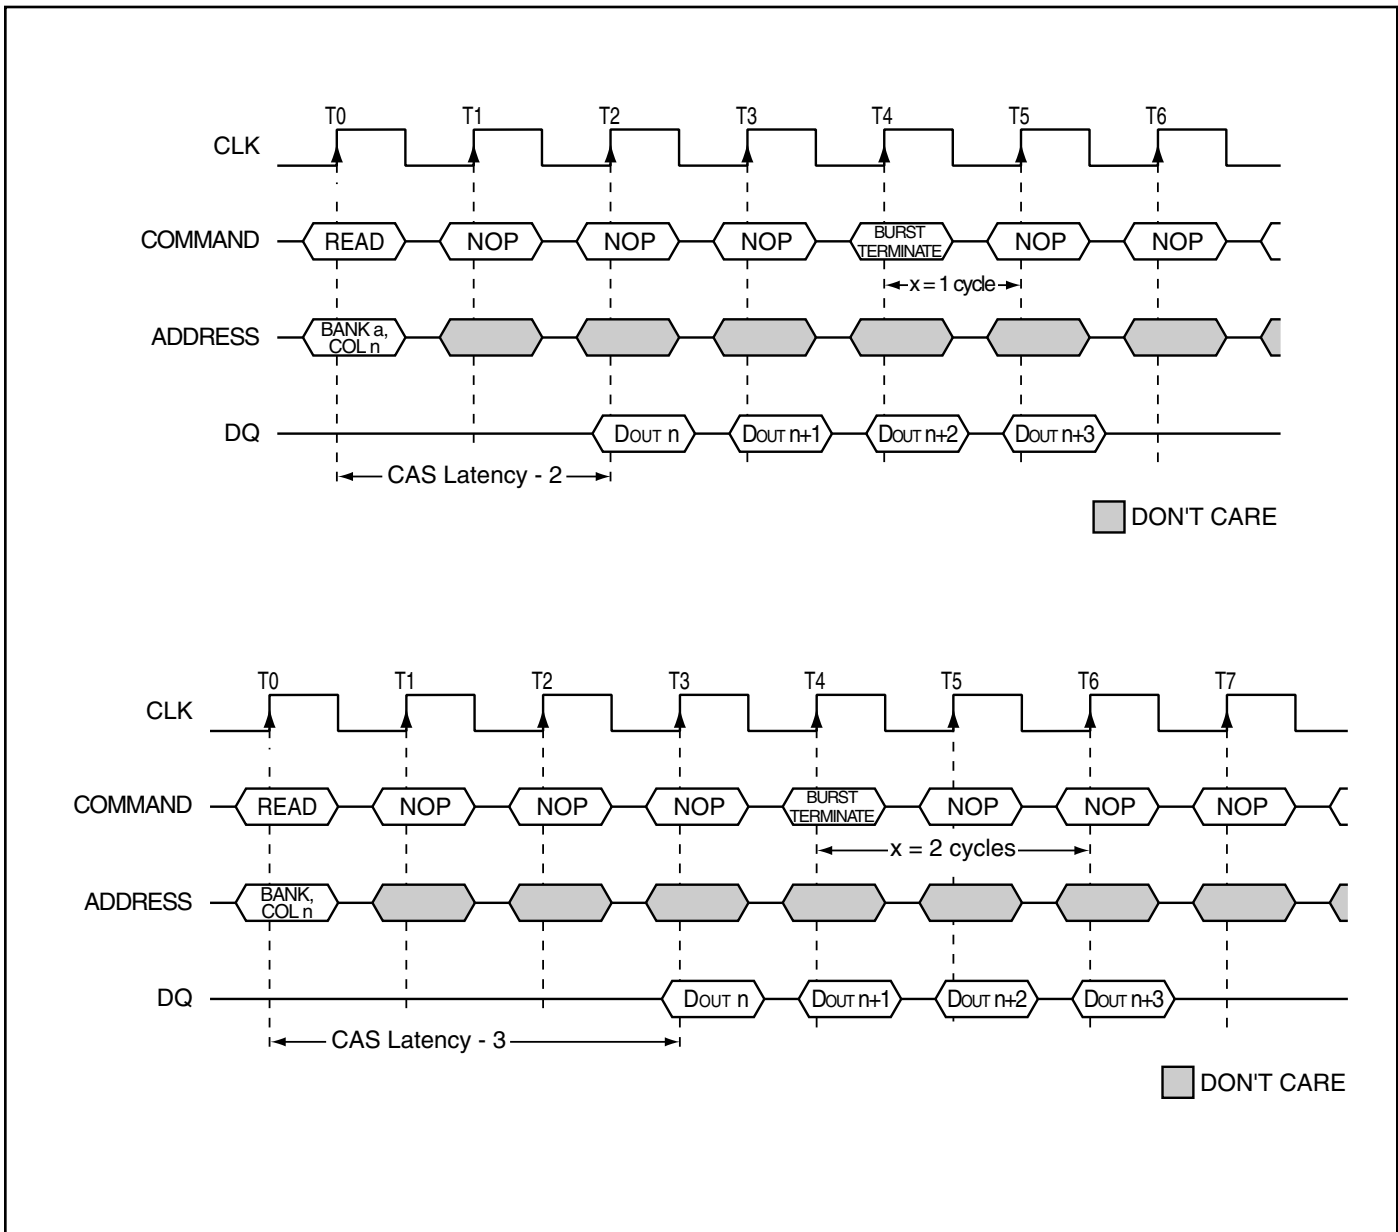 T0 T1 T2 T3 T4 T5 T6
CLK
COMMAND READ NOP NOP NOP BURST TERMINATE NOP NOP
x = 1 cycle
ADDRESS BANK a, COL n
DQ DOUT n DOUT n+1 DOUT n+2 DOUT n+3
CAS Latency - 2
DON'T CARE
T0 T1 T2 T3 T4 T5 T6 T7
CLK
COMMAND READ NOP NOP NOP BURST TERMINATE NOP NOP NOP
x = 2 cycles
ADDRESS BANK, COL n
DQ DOUT n DOUT n+1 DOUT n+2 DOUT n+3
CAS Latency - 3
DON'T CARE